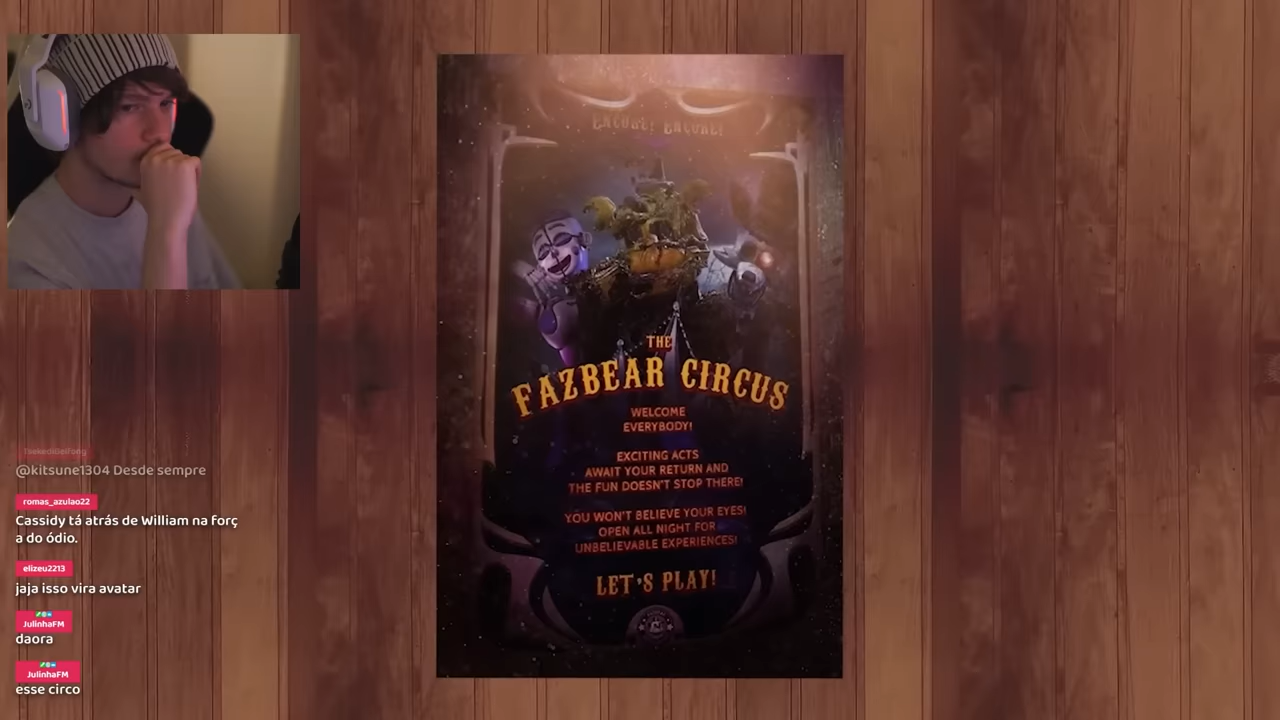 ENCORE! ENCORE!
THE
FAZBEAR CIRCUS
WELCOME
EVERYBODY!
EXCITING ACTS
AWAIT YOUR RETURN AND
THE FUN DOESN'T STOP THERE!
YOU WON'T BELIEVE YOUR EYES!
OPEN ALL NIGHT FOR
UNBELIEVABLE EXPERIENCES!
LET'S PLAY!
@kitsune1304 Desde sempre
romas_azulao22
Cassidy tá atrás de William na forç
a do ódio.
elizeu2213
jaja isso vira avatar
JulinhaFM
daora
JulinhaFM
esse circo